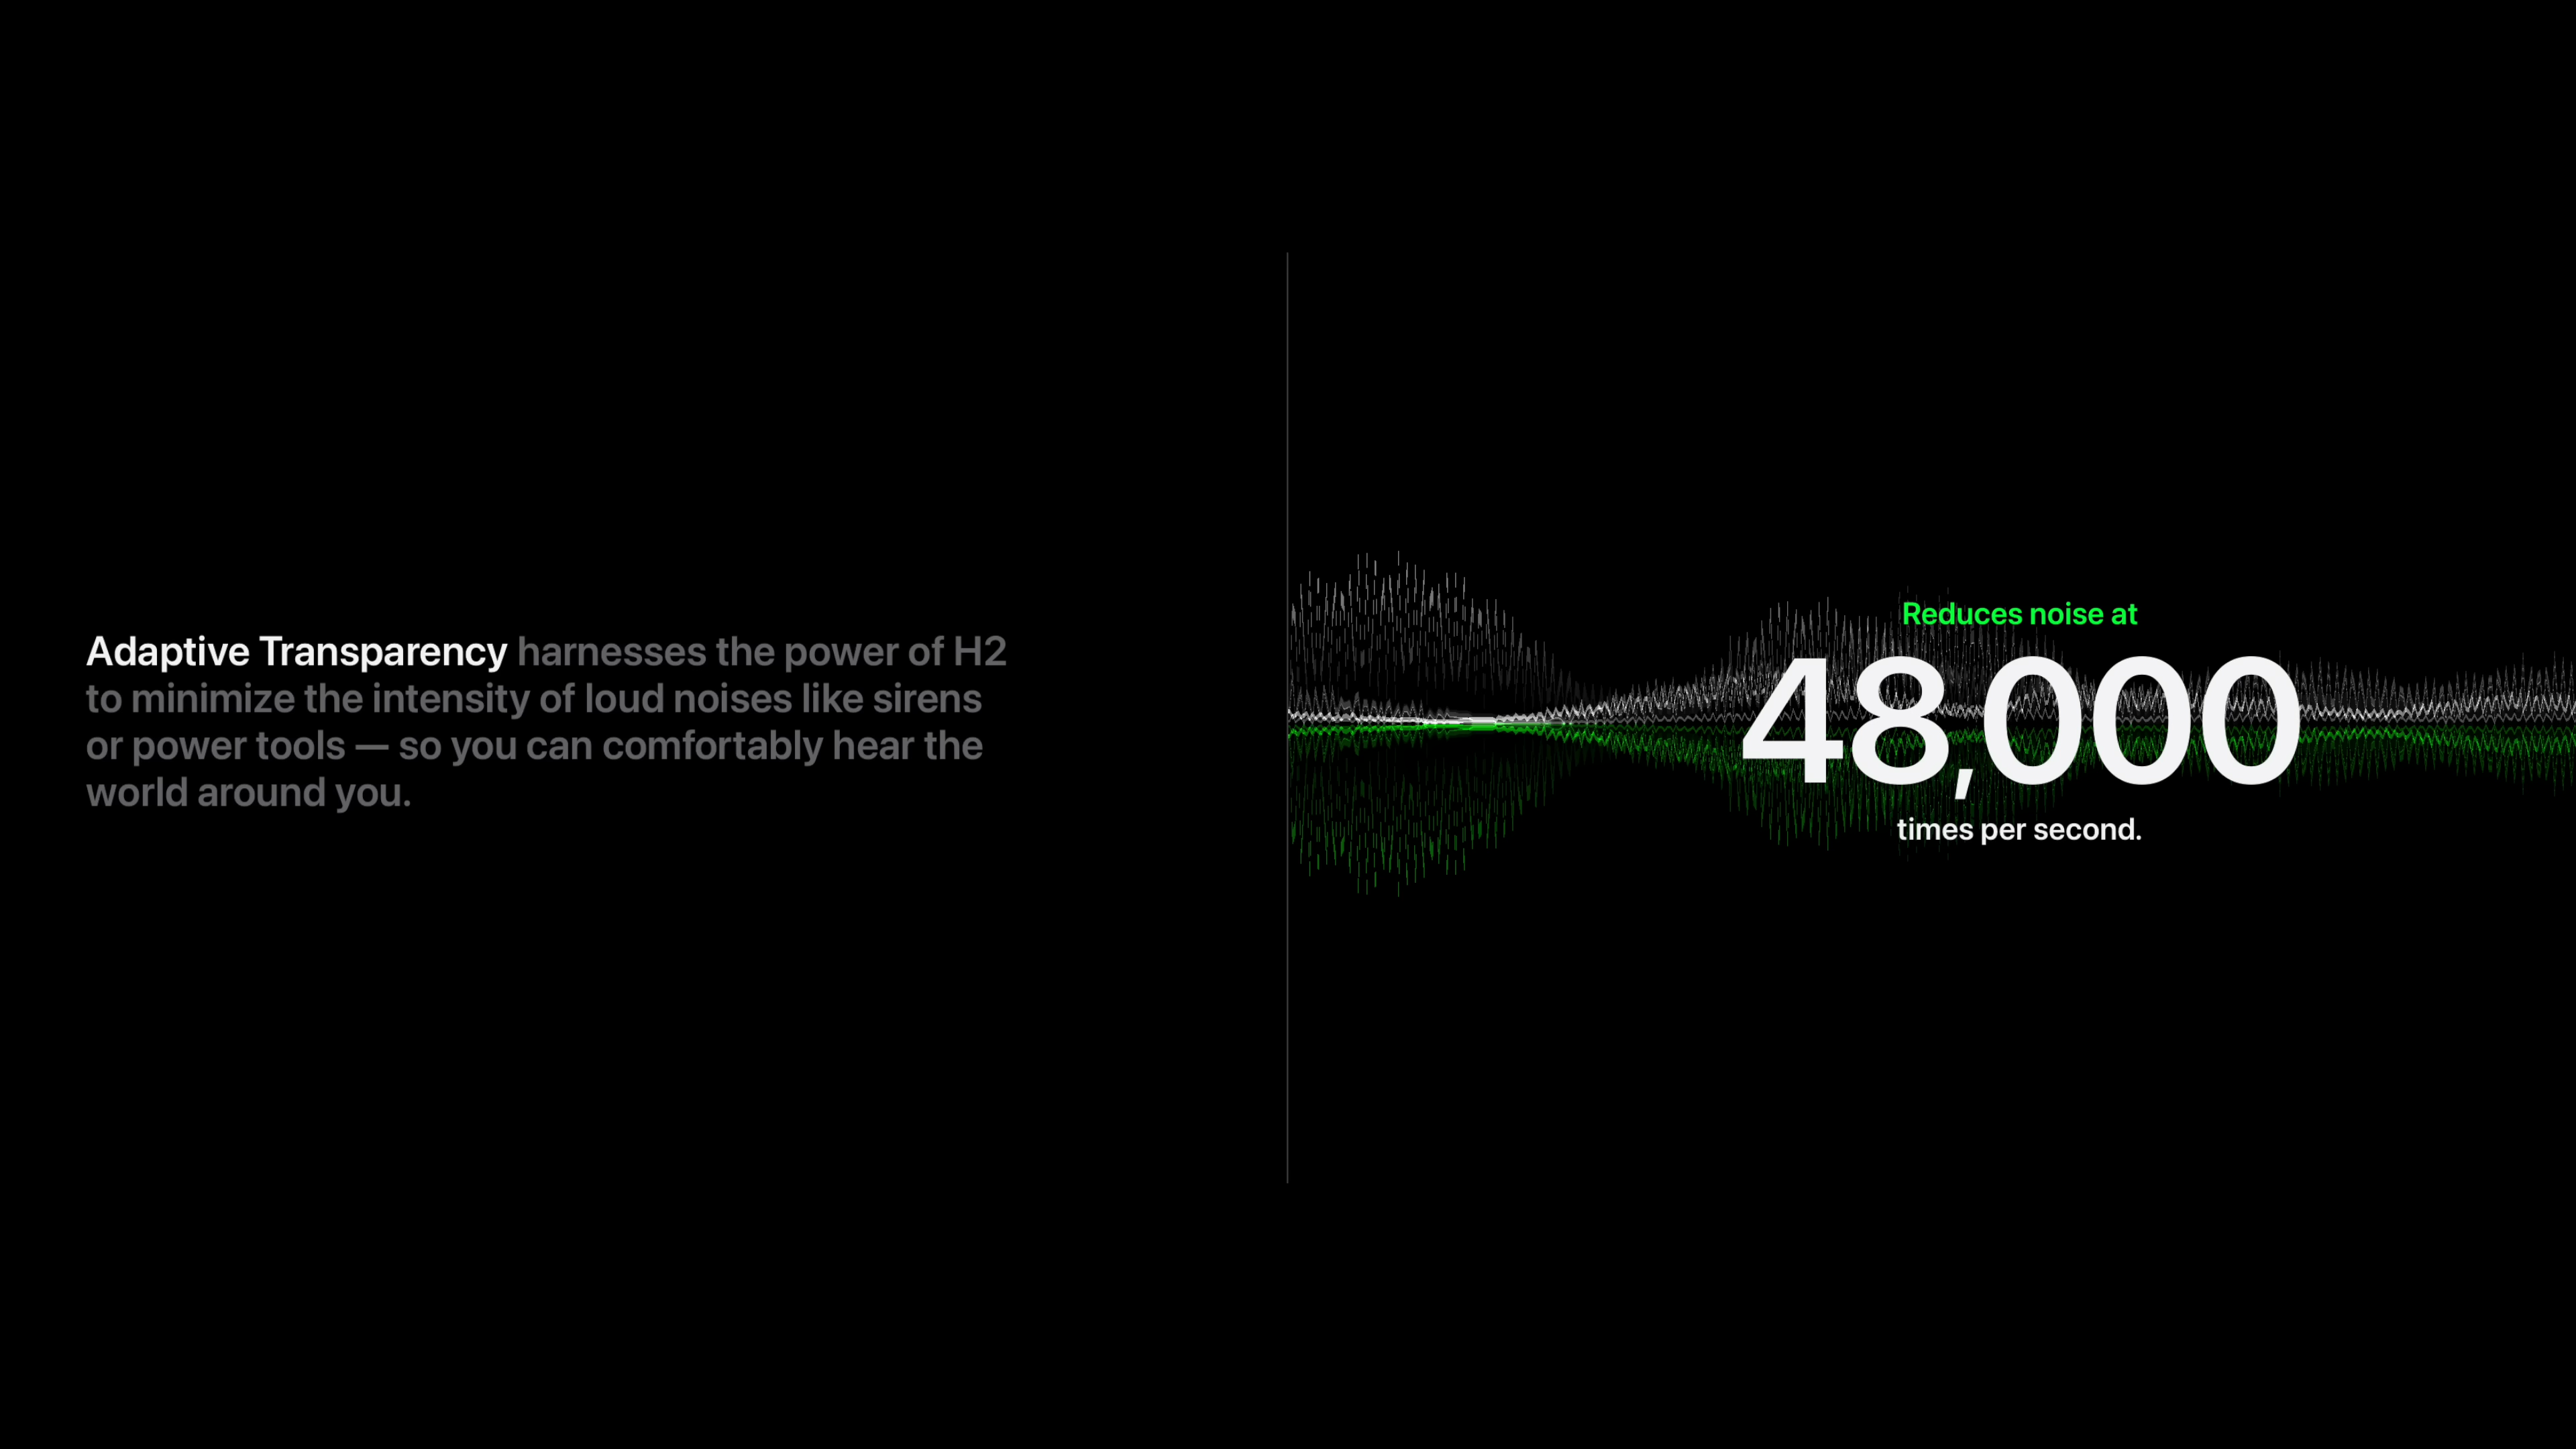 Adaptive Transparency harnesses the power of H2
to minimize the intensity of loud noises like sirens
or power tools — so you can comfortably hear the
world around you.
Reduces noise at
48,000
times per second.